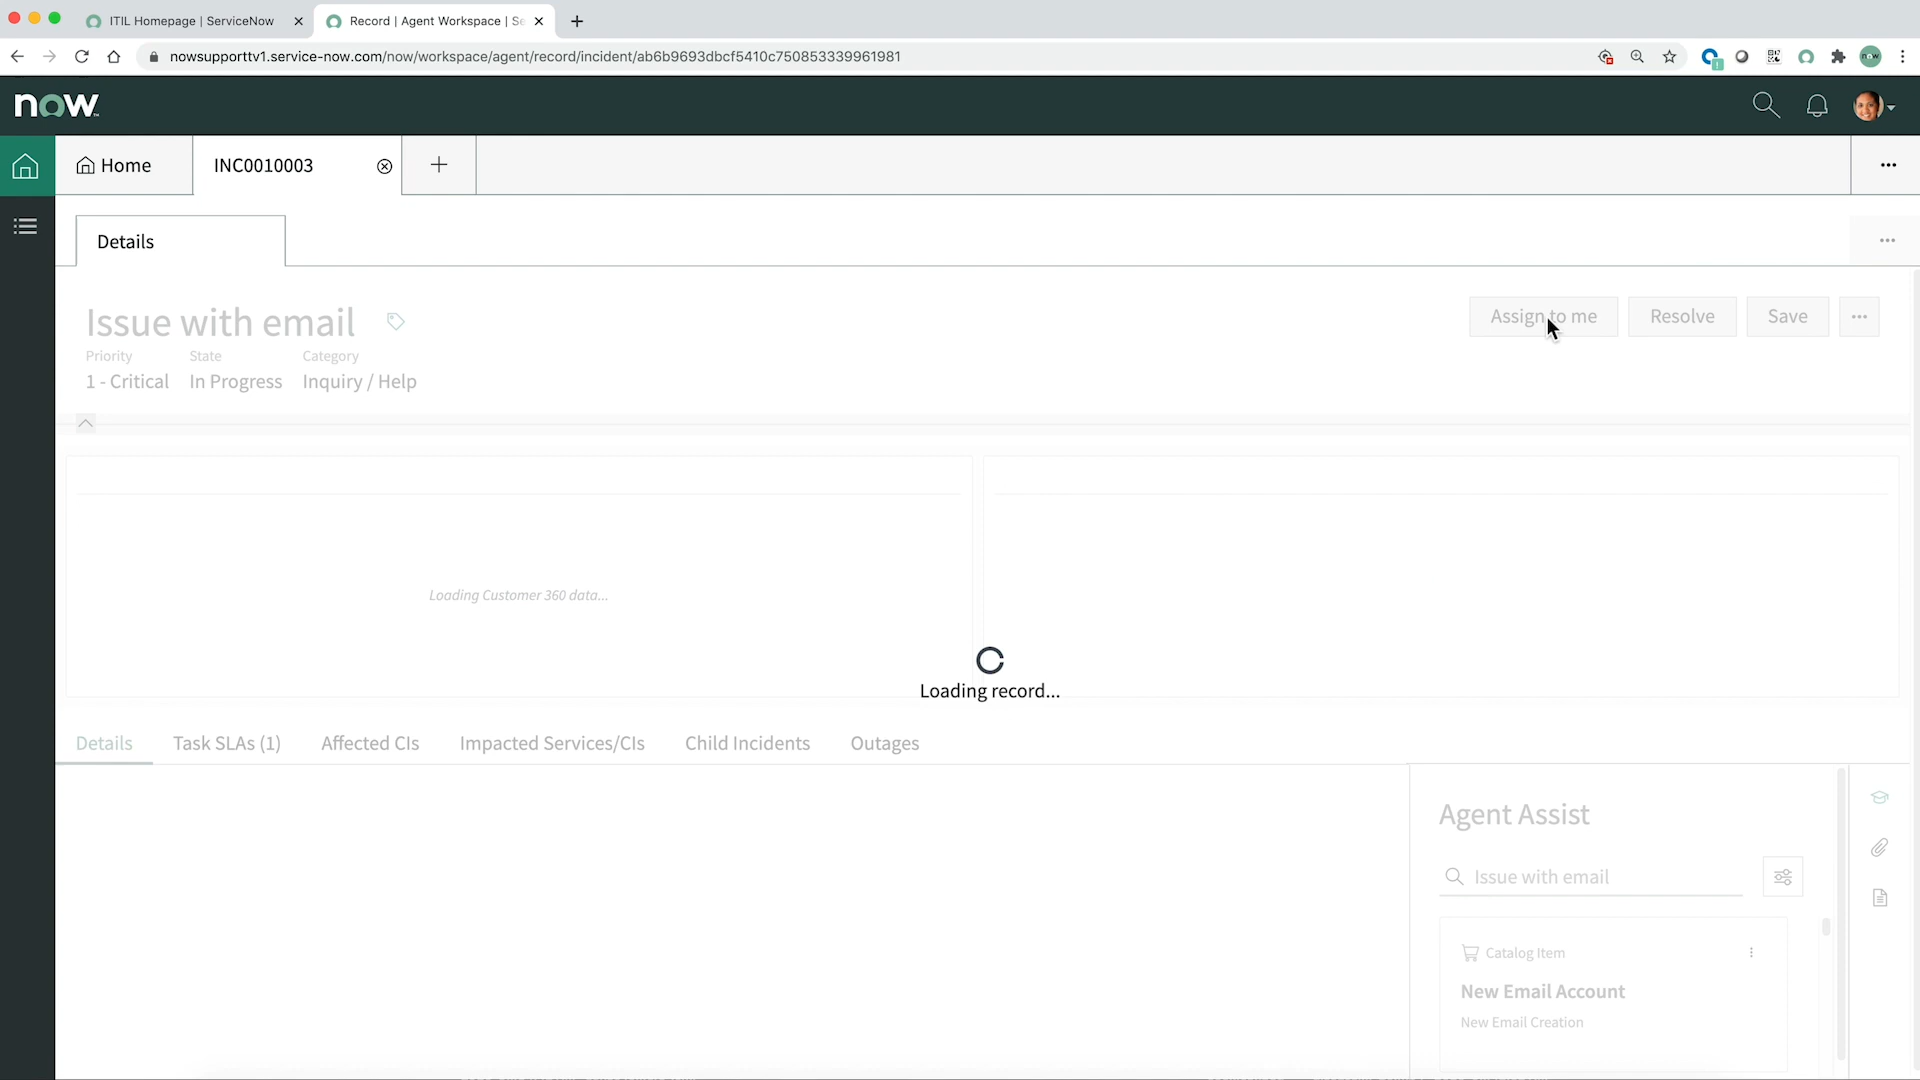 ITIL Homepage | ServiceNow
Record | Agent Workspace | Se
nowsupporttv1.service-now.com/now/workspace/agent/record/incident/ab6b9693dbcf5410c750853339961981
now
Home
INC0010003
Details
Issue with email
Assign to me
Resolve
Save
Priority
State
Category
1 - Critical
In Progress
Inquiry / Help
Loading Customer 360 data...
Loading record...
Details
Task SLAs (1)
Affected CIs
Impacted Services/CIs
Child Incidents
Outages
Agent Assist
Issue with email
Catalog Item
New Email Account
New Email Creation